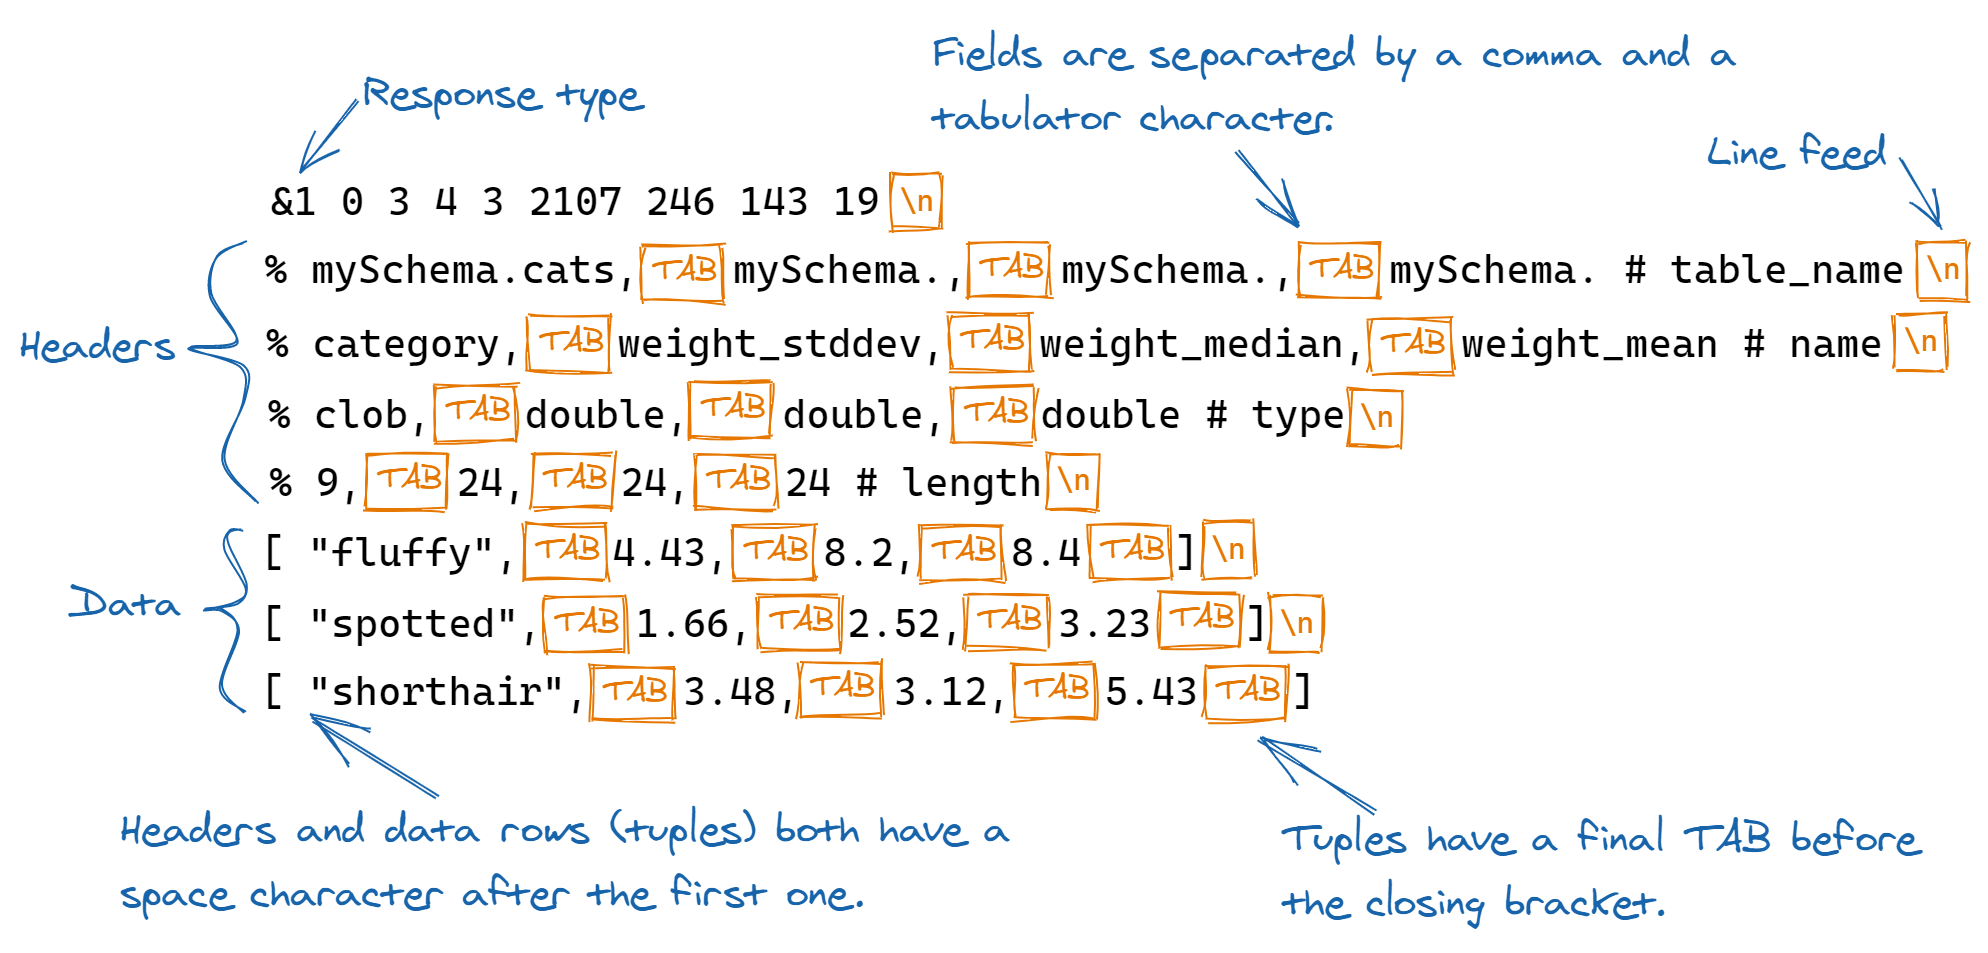 Fields are separated by a comma and a
tabulator character.
Response type
Line feed
&1 0 3 4 3 2107 246 143 19 \n
Headers
% mySchema.cats, TAB mySchema., TAB mySchema., TAB mySchema. # table_name \n
% category, TAB weight_stddev, TAB weight_median, TAB weight_mean # name \n
% clob, TAB double, TAB double, TAB double # type \n
% 9, TAB 24, TAB 24, TAB 24 # length \n
Data
[ "fluffy", TAB 4.43, TAB 8.2, TAB 8.4 TAB ] \n
[ "spotted", TAB 1.66, TAB 2.52, TAB 3.23 TAB ] \n
[ "shorthair", TAB 3.48, TAB 3.12, TAB 5.43 TAB ]
Headers and data rows (tuples) both have a
space character after the first one.
Tuples have a final TAB before
the closing bracket.